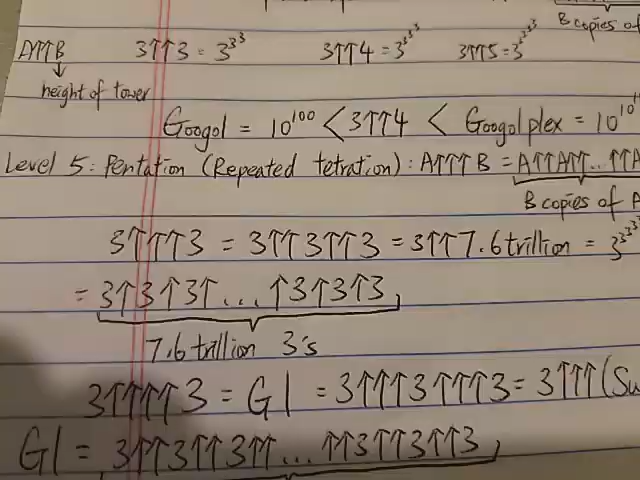 B copies of
A↑↑B 3↑↑3 = 3^3^3 3↑↑4 = 3^3^3^3 3↑↑5 = 3^3^3^3^3
↓
height of tower
Googol = 10^100 < 3↑↑4 < Googolplex = 10^10^1
Level 5: Pentation (Repeated tetration): A↑↑↑B = A↑↑A↑↑...↑↑A
B copies of A
3↑↑↑3 = 3↑↑3↑↑3 = 3↑↑7.6 trillion = 3^3^3^3
= 3↑3↑3↑...↑3↑3↑3,
7.6 trillion 3's
3↑↑↑↑3 = G1 = 3↑↑↑3↑↑↑3 = 3↑↑↑(Su
G1 = 3↑↑3↑↑3↑↑...↑↑3↑↑3↑↑3,